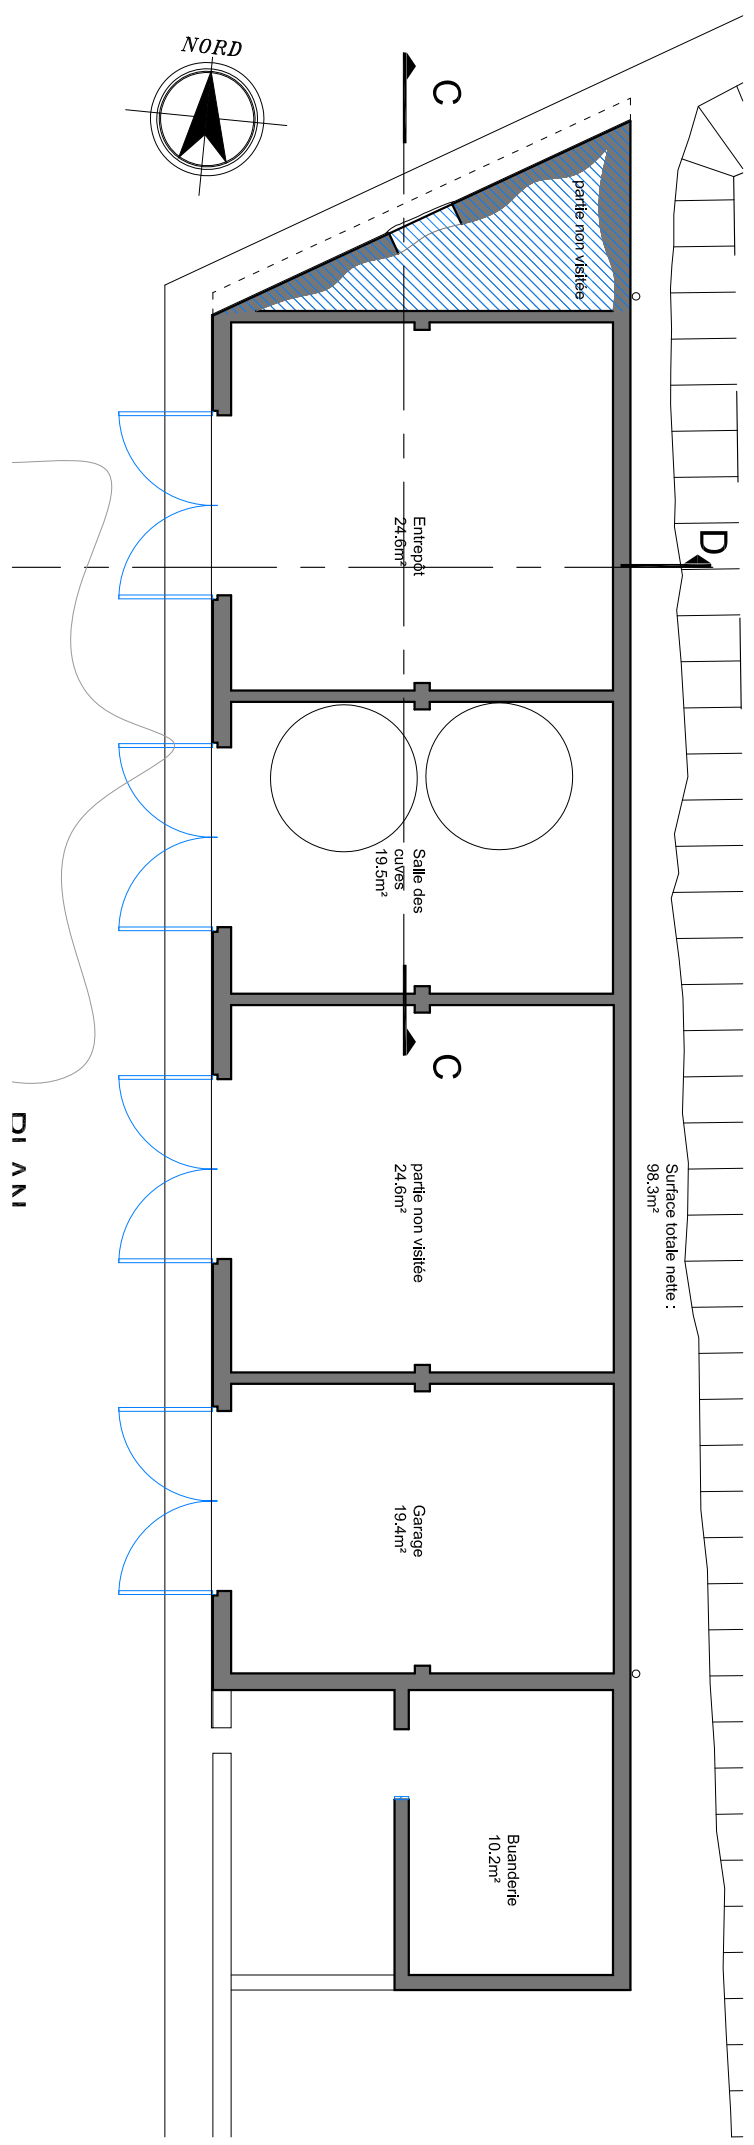 NORD
C
partie non visitée
D
Entrepôt
24.6m²
Salle des
cuves
19.5m²
C
Surface totale nette :
98.3m²
partie non visitée
24.6m²
Garage
19.4m²
Buanderie
10.2m²